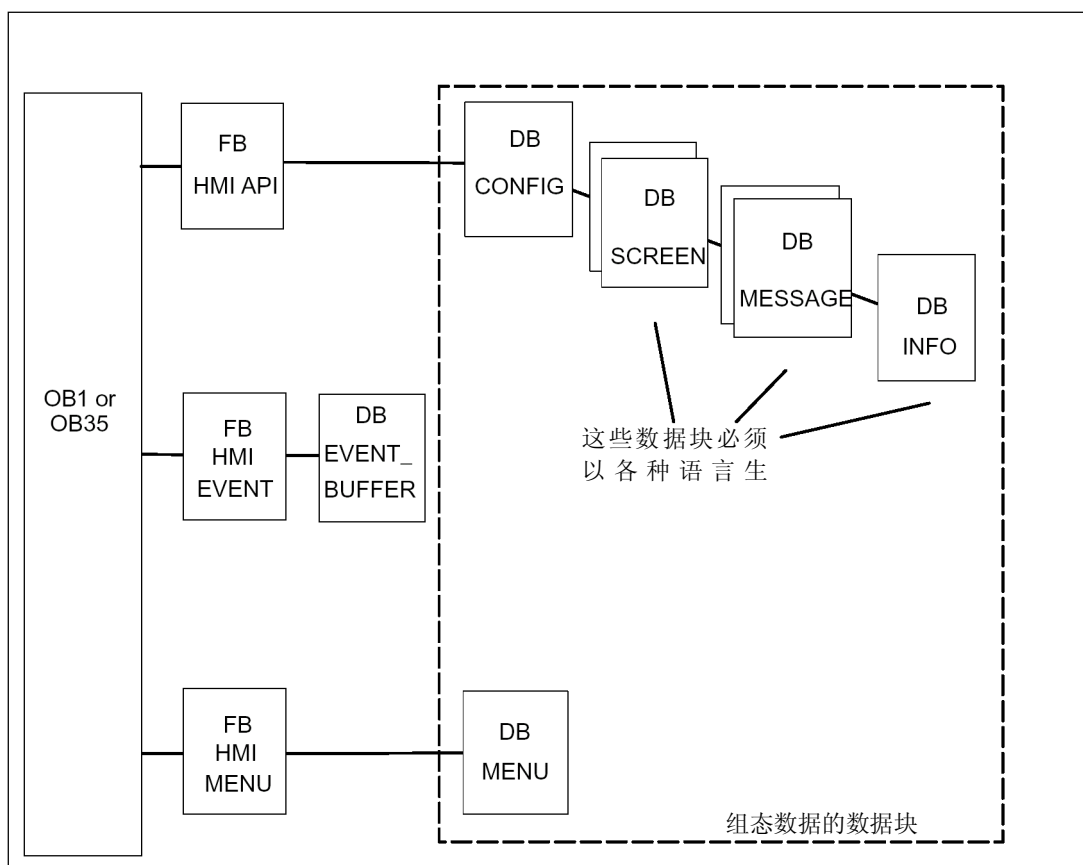 FB
HMI API
DB
CONFIG
DB
SCREEN
DB
MESSAGE
DB
INFO
OB1 or
OB35
FB
HMI
EVENT
DB
EVENT_
BUFFER
这些数据块必须
以各种语言生
FB
HMI
MENU
DB
MENU
组态数据的数据块